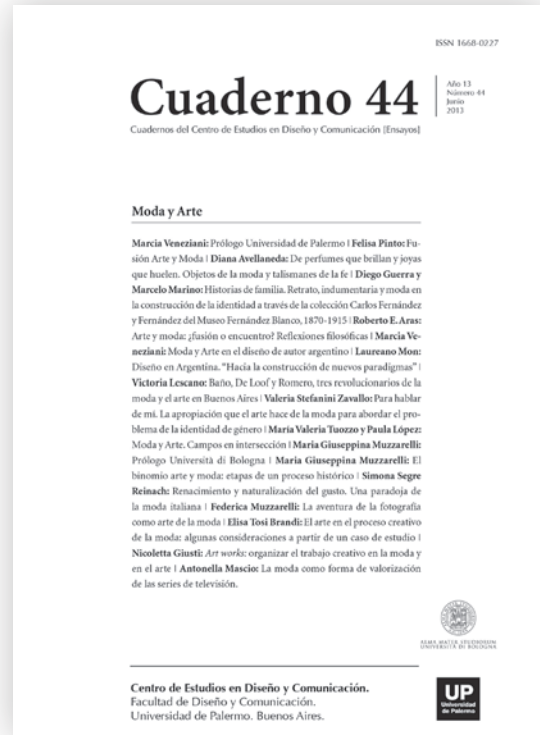 ISSN 1668-0227
Cuaderno 44
Año 13
Número 44
Junio
2013
Cuadernos del Centro de Estudios en Diseño y Comunicación [Ensayos]
Moda y Arte
Marcia Veneziani: Prólogo Universidad de Palermo | Felisa Pinto: Fu-
sión Arte y Moda | Diana Avellaneda: De perfumes que brillan y joyas
que huelen. Objetos de la moda y talismanes de la fe | Diego Guerra y
Marcelo Marino: Historias de familia. Retrato, indumentaria y moda en
la construcción de la identidad a través de la colección Carlos Fernández
y Fernández del Museo Fernández Blanco, 1870-1915 | Roberto E. Aras:
Arte y moda: ¿fusión o encuentro? Reflexiones filosóficas | Marcia Ve-
neziani: Moda y Arte en el diseño de autor argentino | Laureano Mon:
Diseño en Argentina. “Hacia la construcción de nuevos paradigmas” |
Victoria Lescano: Baño, De Loof y Romero, tres revolucionarios de la
moda y el arte en Buenos Aires | Valeria Stefanini Zavallo: Para hablar
de mí. La apropiación que el arte hace de la moda para abordar el pro-
blema de la identidad de género | María Valeria Tuozzo y Paula López:
Moda y Arte. Campos en intersección | Maria Giuseppina Muzzarelli:
Prólogo Università di Bologna | Maria Giuseppina Muzzarelli: El
binomio arte y moda: etapas de un proceso histórico | Simona Segre
Reinach: Renacimiento y naturalización del gusto. Una paradoja de
la moda italiana | Federica Muzzarelli: La aventura de la fotografía
como arte de la moda | Elisa Tosi Brandi: El arte en el proceso creativo
de la moda: algunas consideraciones a partir de un caso de estudio |
Nicoletta Giusti: Art works: organizar el trabajo creativo en la moda y
en el arte | Antonella Mascio: La moda como forma de valorización
de las series de televisión.
ALMA MATER STUDIORUM
UNIVERSITÀ DI BOLOGNA
Centro de Estudios en Diseño y Comunicación.
Facultad de Diseño y Comunicación.
Universidad de Palermo. Buenos Aires.
UP
Universidad
de Palermo